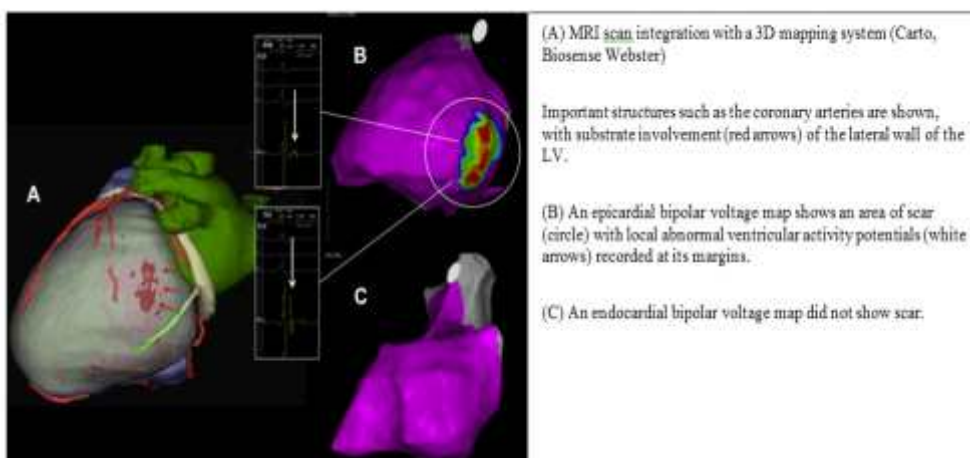 (A) MRI scan integration with a 3D mapping system (Carto,
Biosense Webster)
Important structures such as the coronary arteries are shown,
with substrate involvement (red arrows) of the lateral wall of the
LV.
(B) An epicardial bipolar voltage map shows an area of scar
(circle) with local abnormal ventricular activity potentials (white
arrows) recorded at its margins.
(C) An endocardial bipolar voltage map did not show scar.
A
B
C